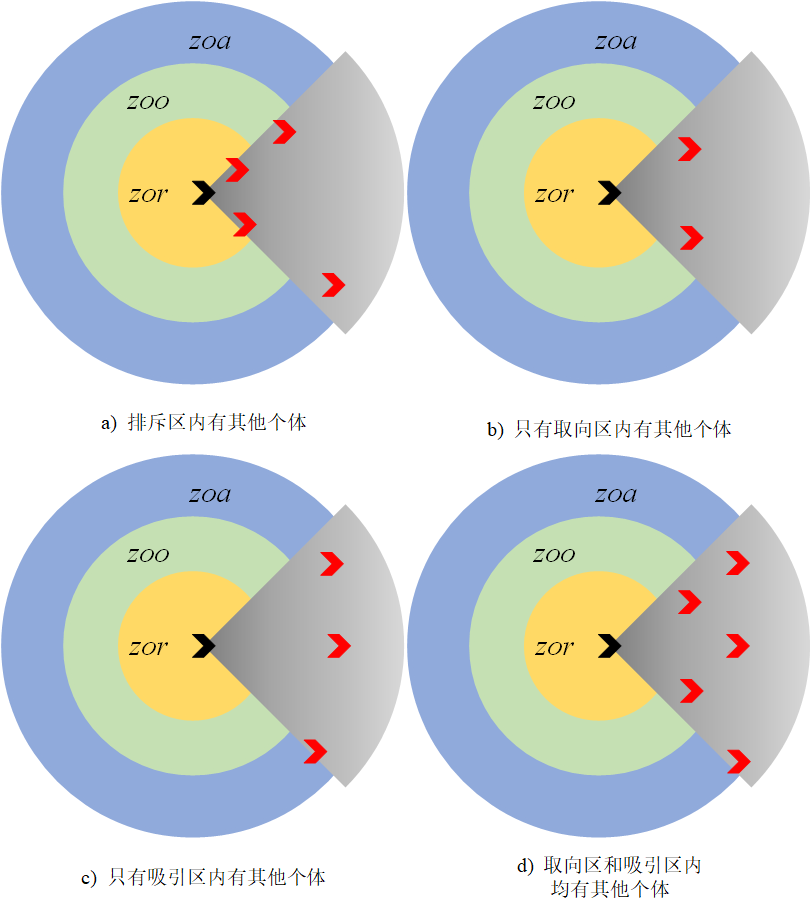 zoa
zoo
zor
a) 排斥区内有其他个体
zoa
zoo
zor
b) 只有取向区内有其他个体
zoa
zoo
zor
c) 只有吸引区内有其他个体
zoa
zoo
zor
d) 取向区和吸引区内
均有其他个体